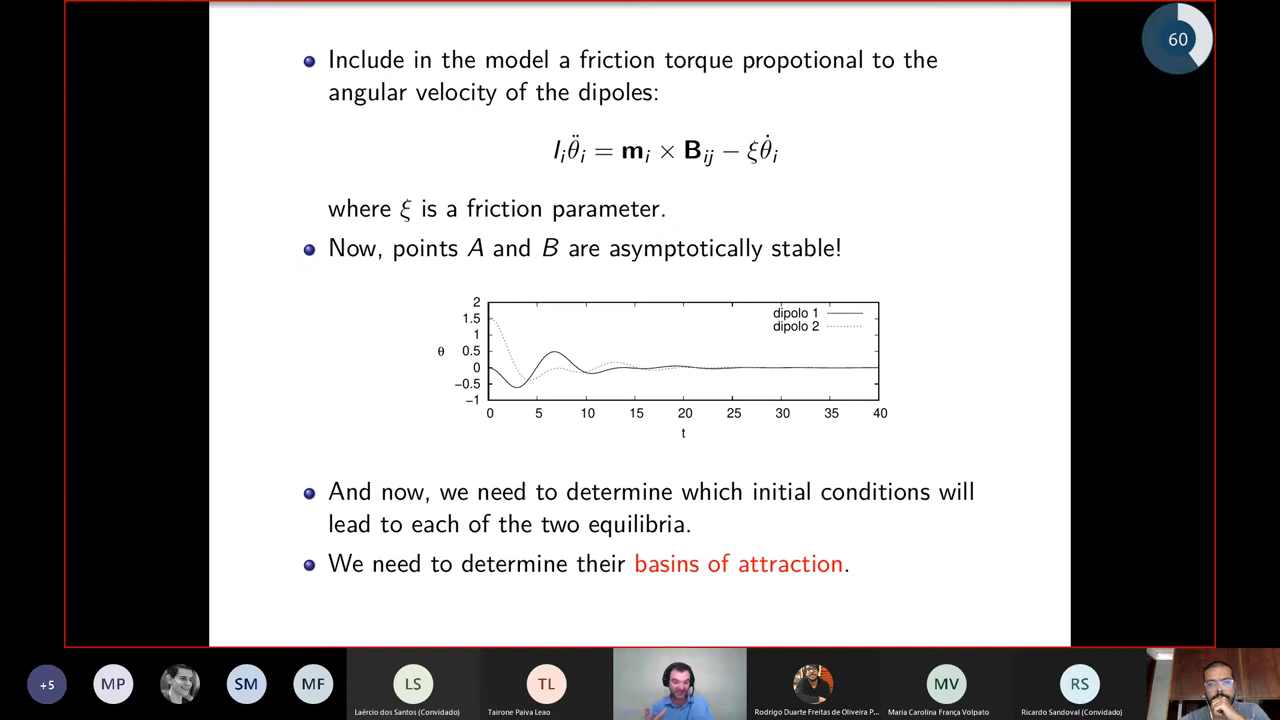 60
Include in the model a friction torque propotional to the
angular velocity of the dipoles:
I_i θ̈_i = m_i × B_ij − ξθ̇_i
where ξ is a friction parameter.
Now, points A and B are asymptotically stable!
2
1.5
1
0.5
0
−0.5
−1
θ
dipolo 1
dipolo 2
0 5 10 15 20 25 30 35 40
t
And now, we need to determine which initial conditions will
lead to each of the two equilibria.
We need to determine their basins of attraction.
+5 MP SM MF LS TL MV RS
Laércio dos Santos (Convidado) Tairone Paiva Leao Rodrigo Duarte Freitas de Oliveira P... Maria Carolina França Volpato Ricardo Sandoval (Convidado)